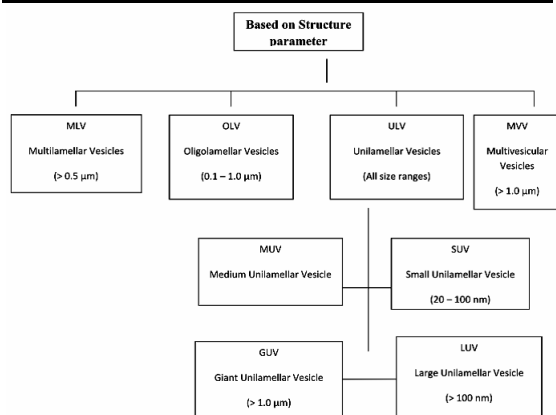 Based on Structure
parameter
MLV
Multilamellar Vesicles
(> 0.5 µm)
OLV
Oligolamellar Vesicles
(0.1 – 1.0 µm)
ULV
Unilamellar Vesicles
(All size ranges)
MVV
Multivesicular
Vesicles
(> 1.0 µm)
MUV
Medium Unilamellar Vesicle
SUV
Small Unilamellar Vesicle
(20 – 100 nm)
GUV
Giant Unilamellar Vesicle
(> 1.0 µm)
LUV
Large Unilamellar Vesicle
(> 100 nm)